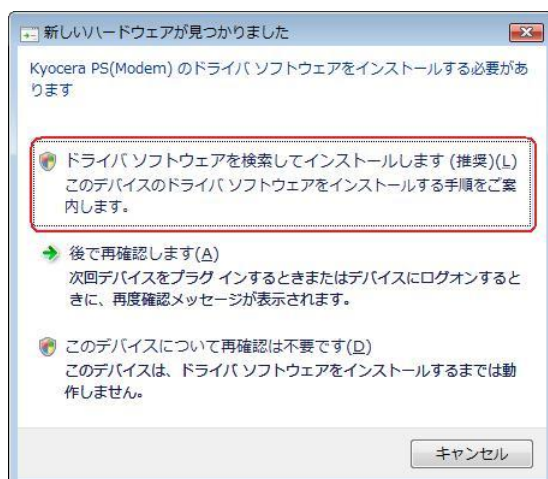 新しいハードウェアが見つかりました
Kyocera PS(Modem) のドライバ ソフトウェアをインストールする必要があ
ります
ドライバ ソフトウェアを検索してインストールします (推奨)(L)
このデバイスのドライバ ソフトウェアをインストールする手順をご案
内します。
後で再確認します(A)
次回デバイスをプラグ インするときまたはデバイスにログオンすると
きに、再度確認メッセージが表示されます。
このデバイスについて再確認は不要です(D)
このデバイスは、ドライバ ソフトウェアをインストールするまでは動
作しません。
キャンセル